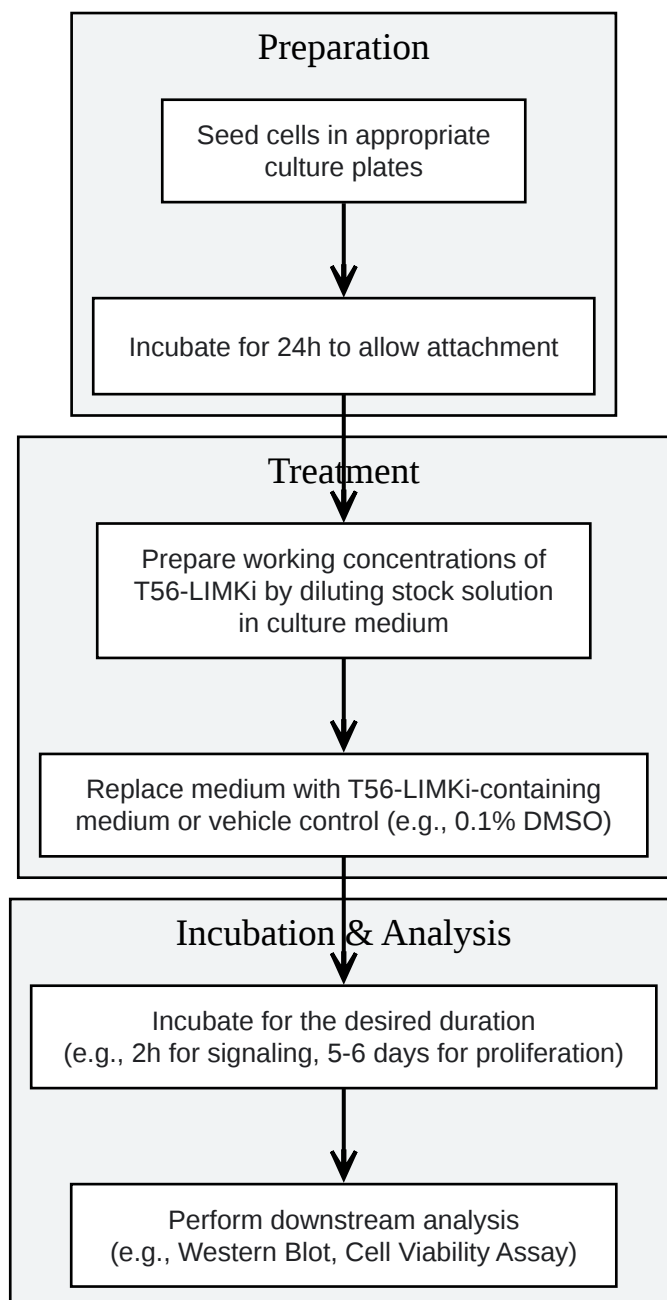 Preparation
Seed cells in appropriate
culture plates
Incubate for 24h to allow attachment
Treatment
Prepare working concentrations of
T56-LIMKi by diluting stock solution
in culture medium
Replace medium with T56-LIMKi-containing
medium or vehicle control (e.g., 0.1% DMSO)
Incubation & Analysis
Incubate for the desired duration
(e.g., 2h for signaling, 5-6 days for proliferation)
Perform downstream analysis
(e.g., Western Blot, Cell Viability Assay)